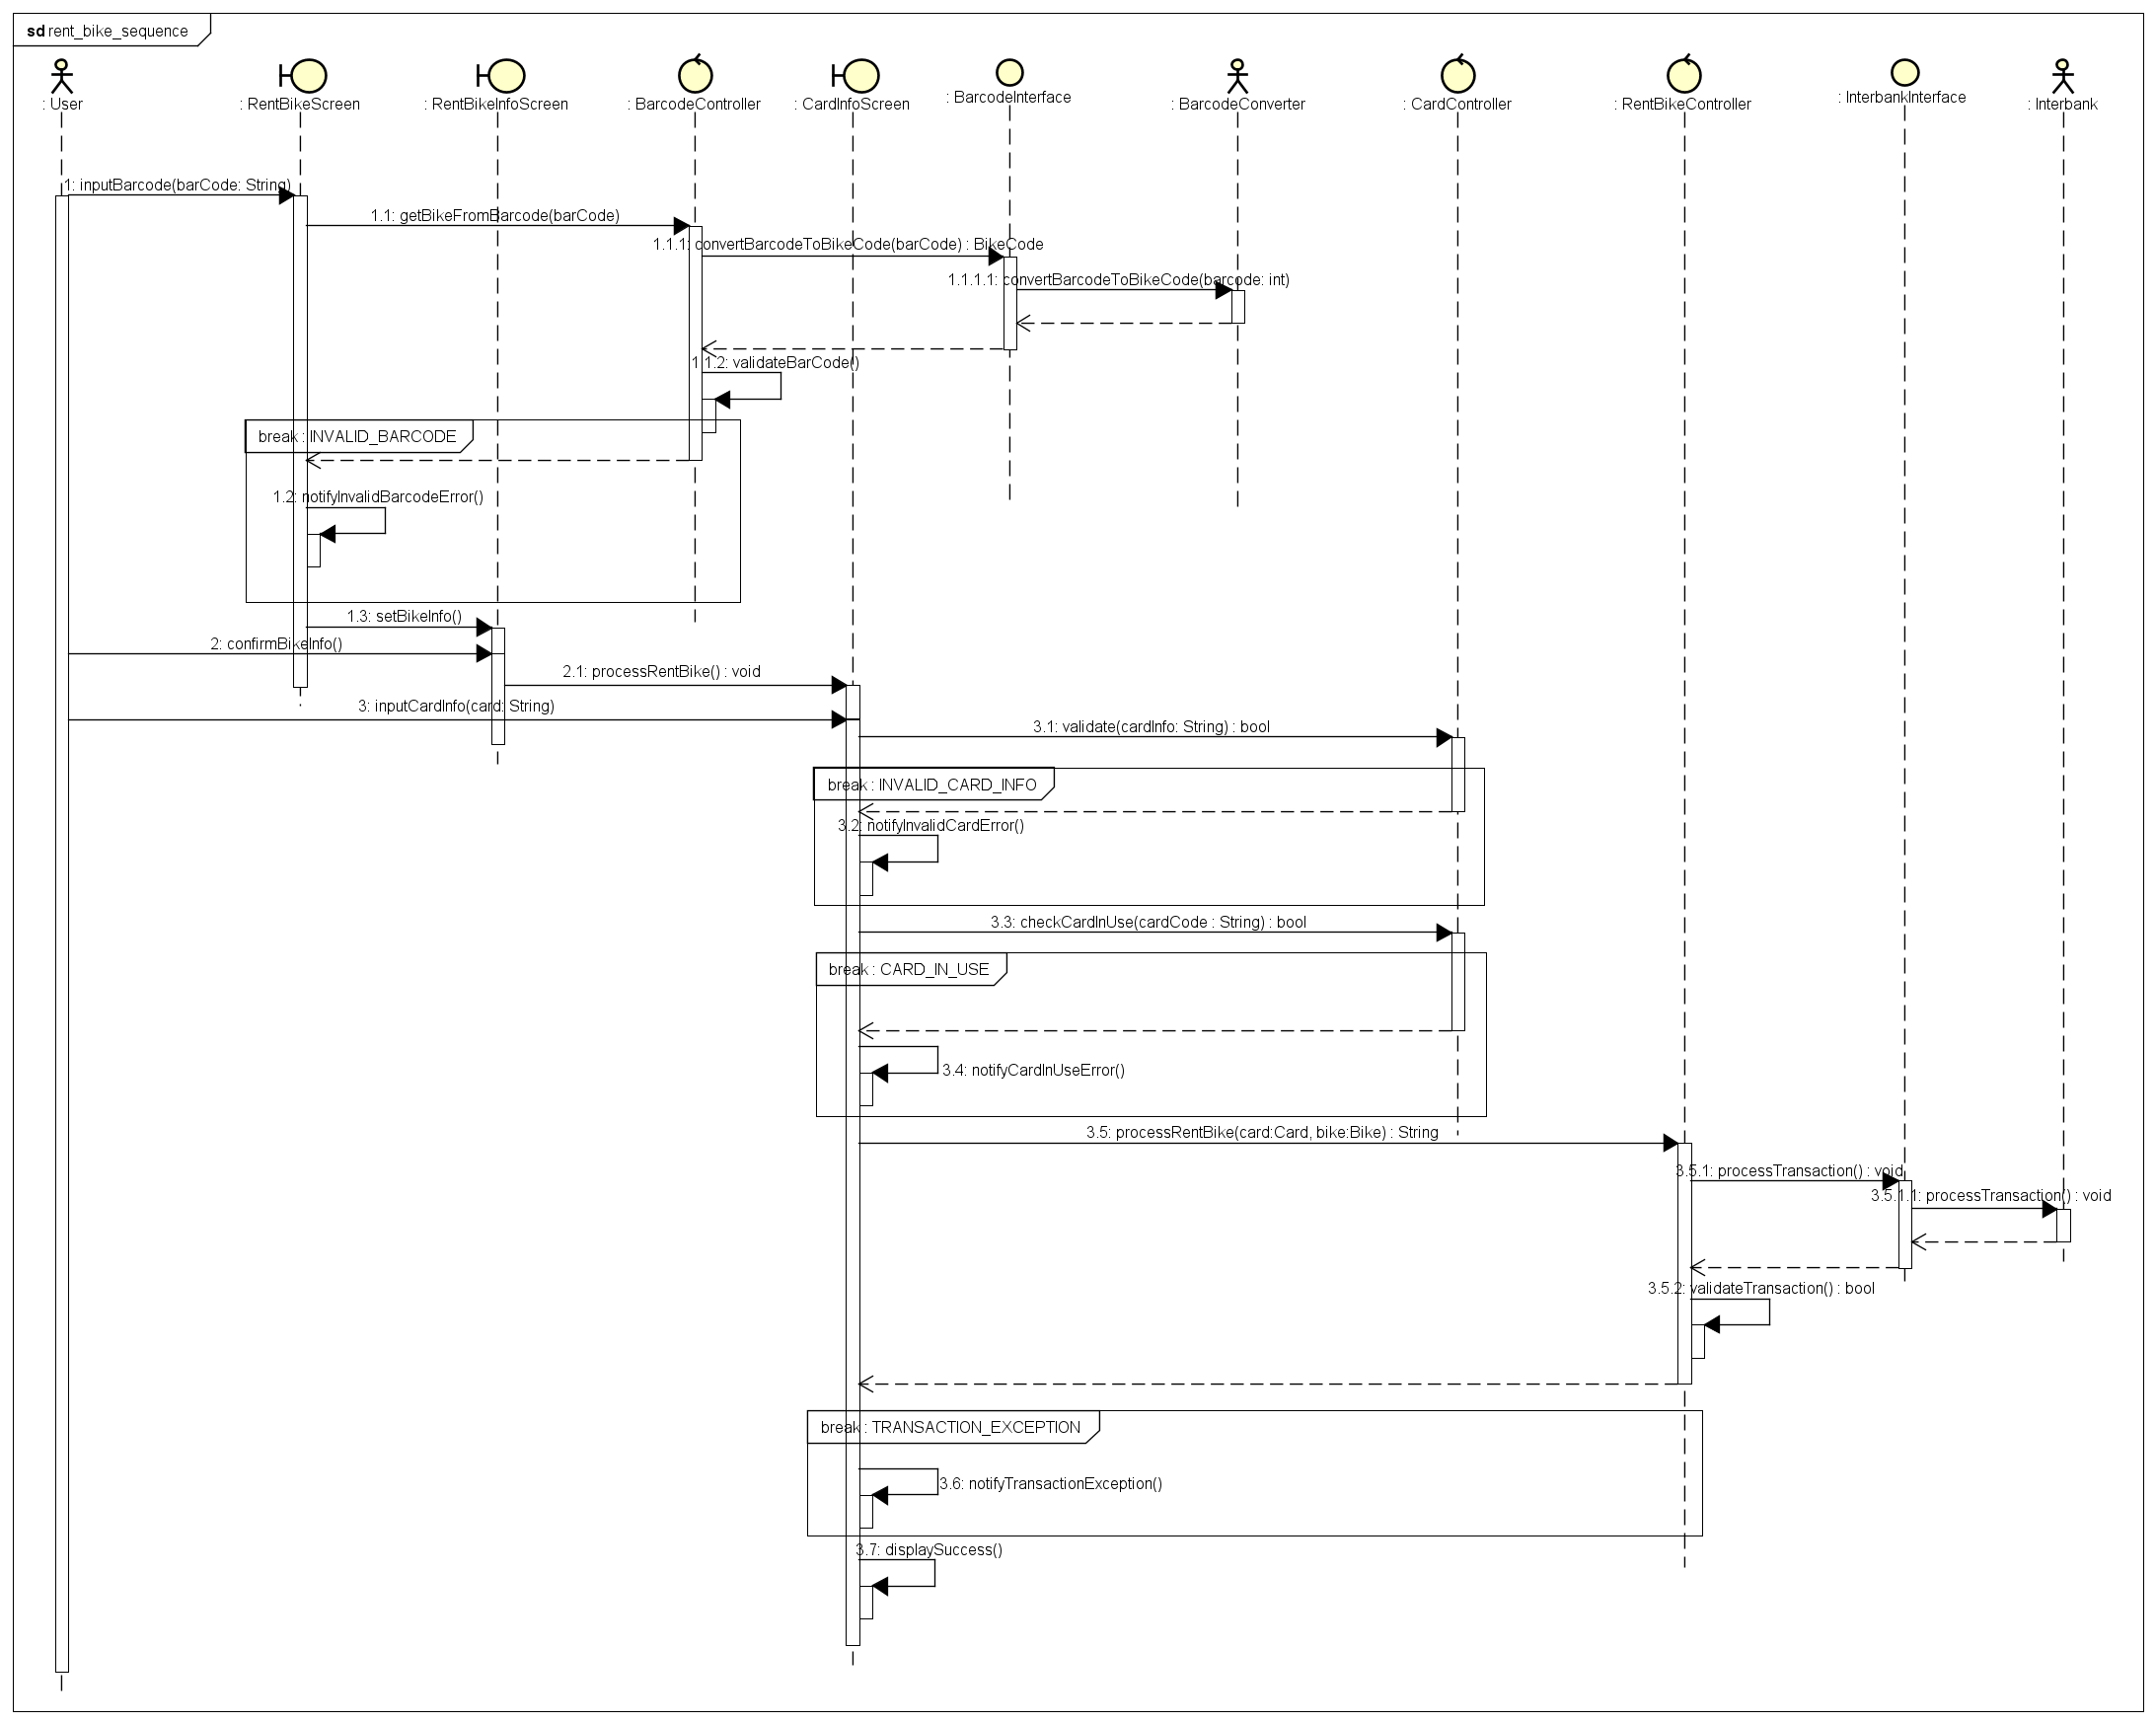 sd rent_bike_sequence
: User
: RentBikeScreen
: RentBikeInfoScreen
: BarcodeController
: CardInfoScreen
: BarcodeInterface
: BarcodeConverter
: CardController
: RentBikeController
: InterbankInterface
: Interbank
1: inputBarcode(barCode: String)
1.1: getBikeFromBarcode(barCode)
1.1.1: convertBarcodeToBikeCode(barCode) : BikeCode
1.1.1.1: convertBarcodeToBikeCode(barcode: int)
1.1.2: validateBarCode()
break : INVALID_BARCODE
1.2: notifyInvalidBarcodeError()
1.3: setBikeInfo()
2: confirmBikeInfo()
2.1: processRentBike() : void
3: inputCardInfo(card: String)
3.1: validate(cardInfo: String) : bool
break : INVALID_CARD_INFO
3.2: notifyInvalidCardError()
3.3: checkCardInUse(cardCode : String) : bool
break : CARD_IN_USE
3.4: notifyCardInUseError()
3.5: processRentBike(card:Card, bike:Bike) : String
3.5.1: processTransaction() : void
3.5.1.1: processTransaction() : void
3.5.2: validateTransaction() : bool
break : TRANSACTION_EXCEPTION
3.6: notifyTransactionException()
3.7: displaySuccess()